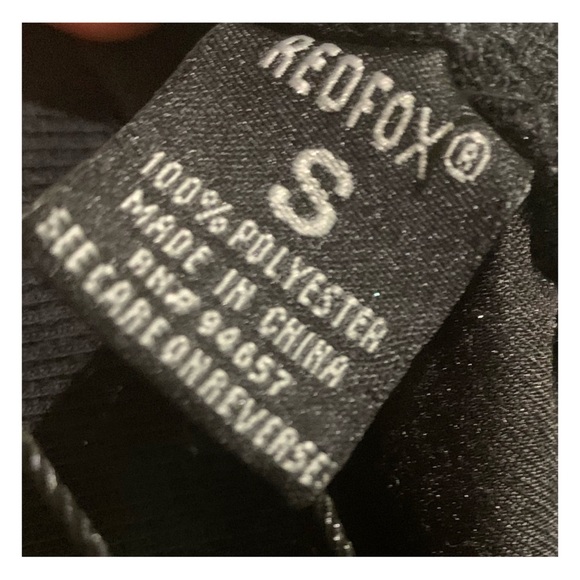 REDFOX®
S
100% POLYESTER
MADE IN CHINA
RN# 94657
SEE CARE ON REVERSE